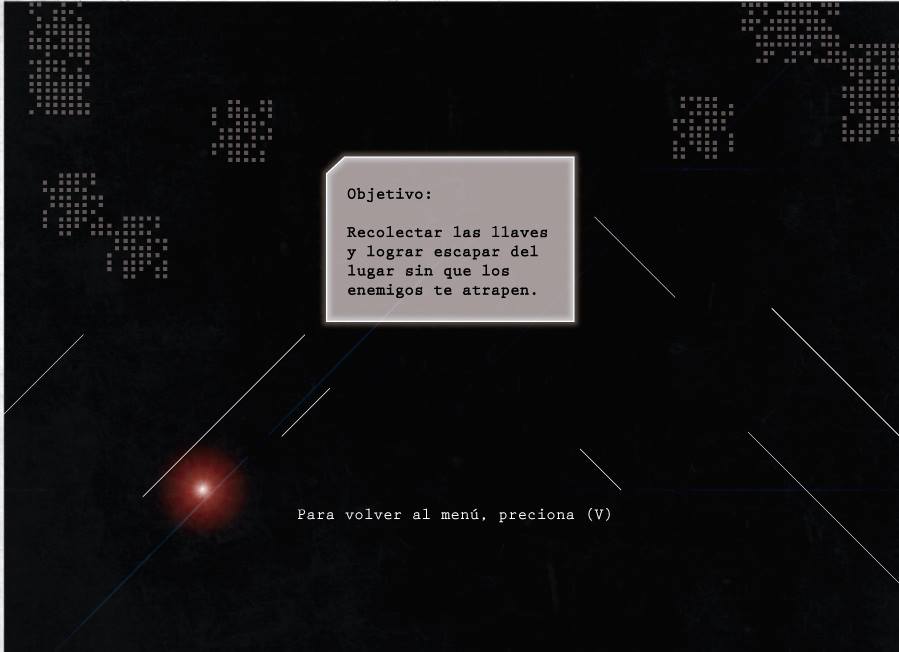 Objetivo:
Recolectar las llaves
y lograr escapar del
lugar sin que los
enemigos te atrapen.
Para volver al menú, preciona (V)